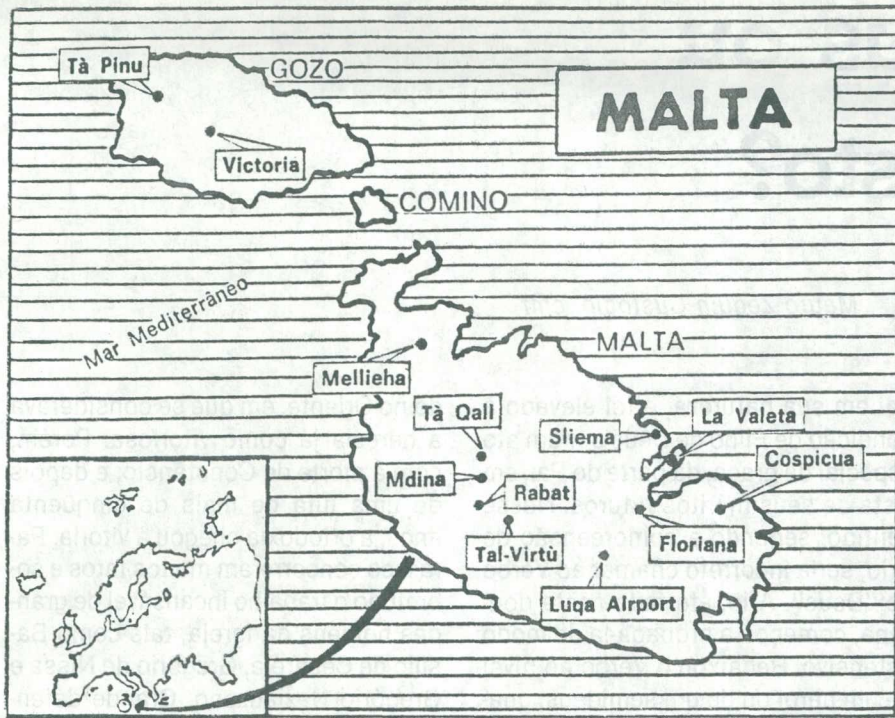 MALTA
Tà Pinu
GOZO
Victoria
COMINO
Mar Mediterrâneo
MALTA
Mellieha
Tà Qall
La Valeta
Sliema
Cospicua
Mdina
Rabat
Floriana
Tal-Virtù
Luqa Airport